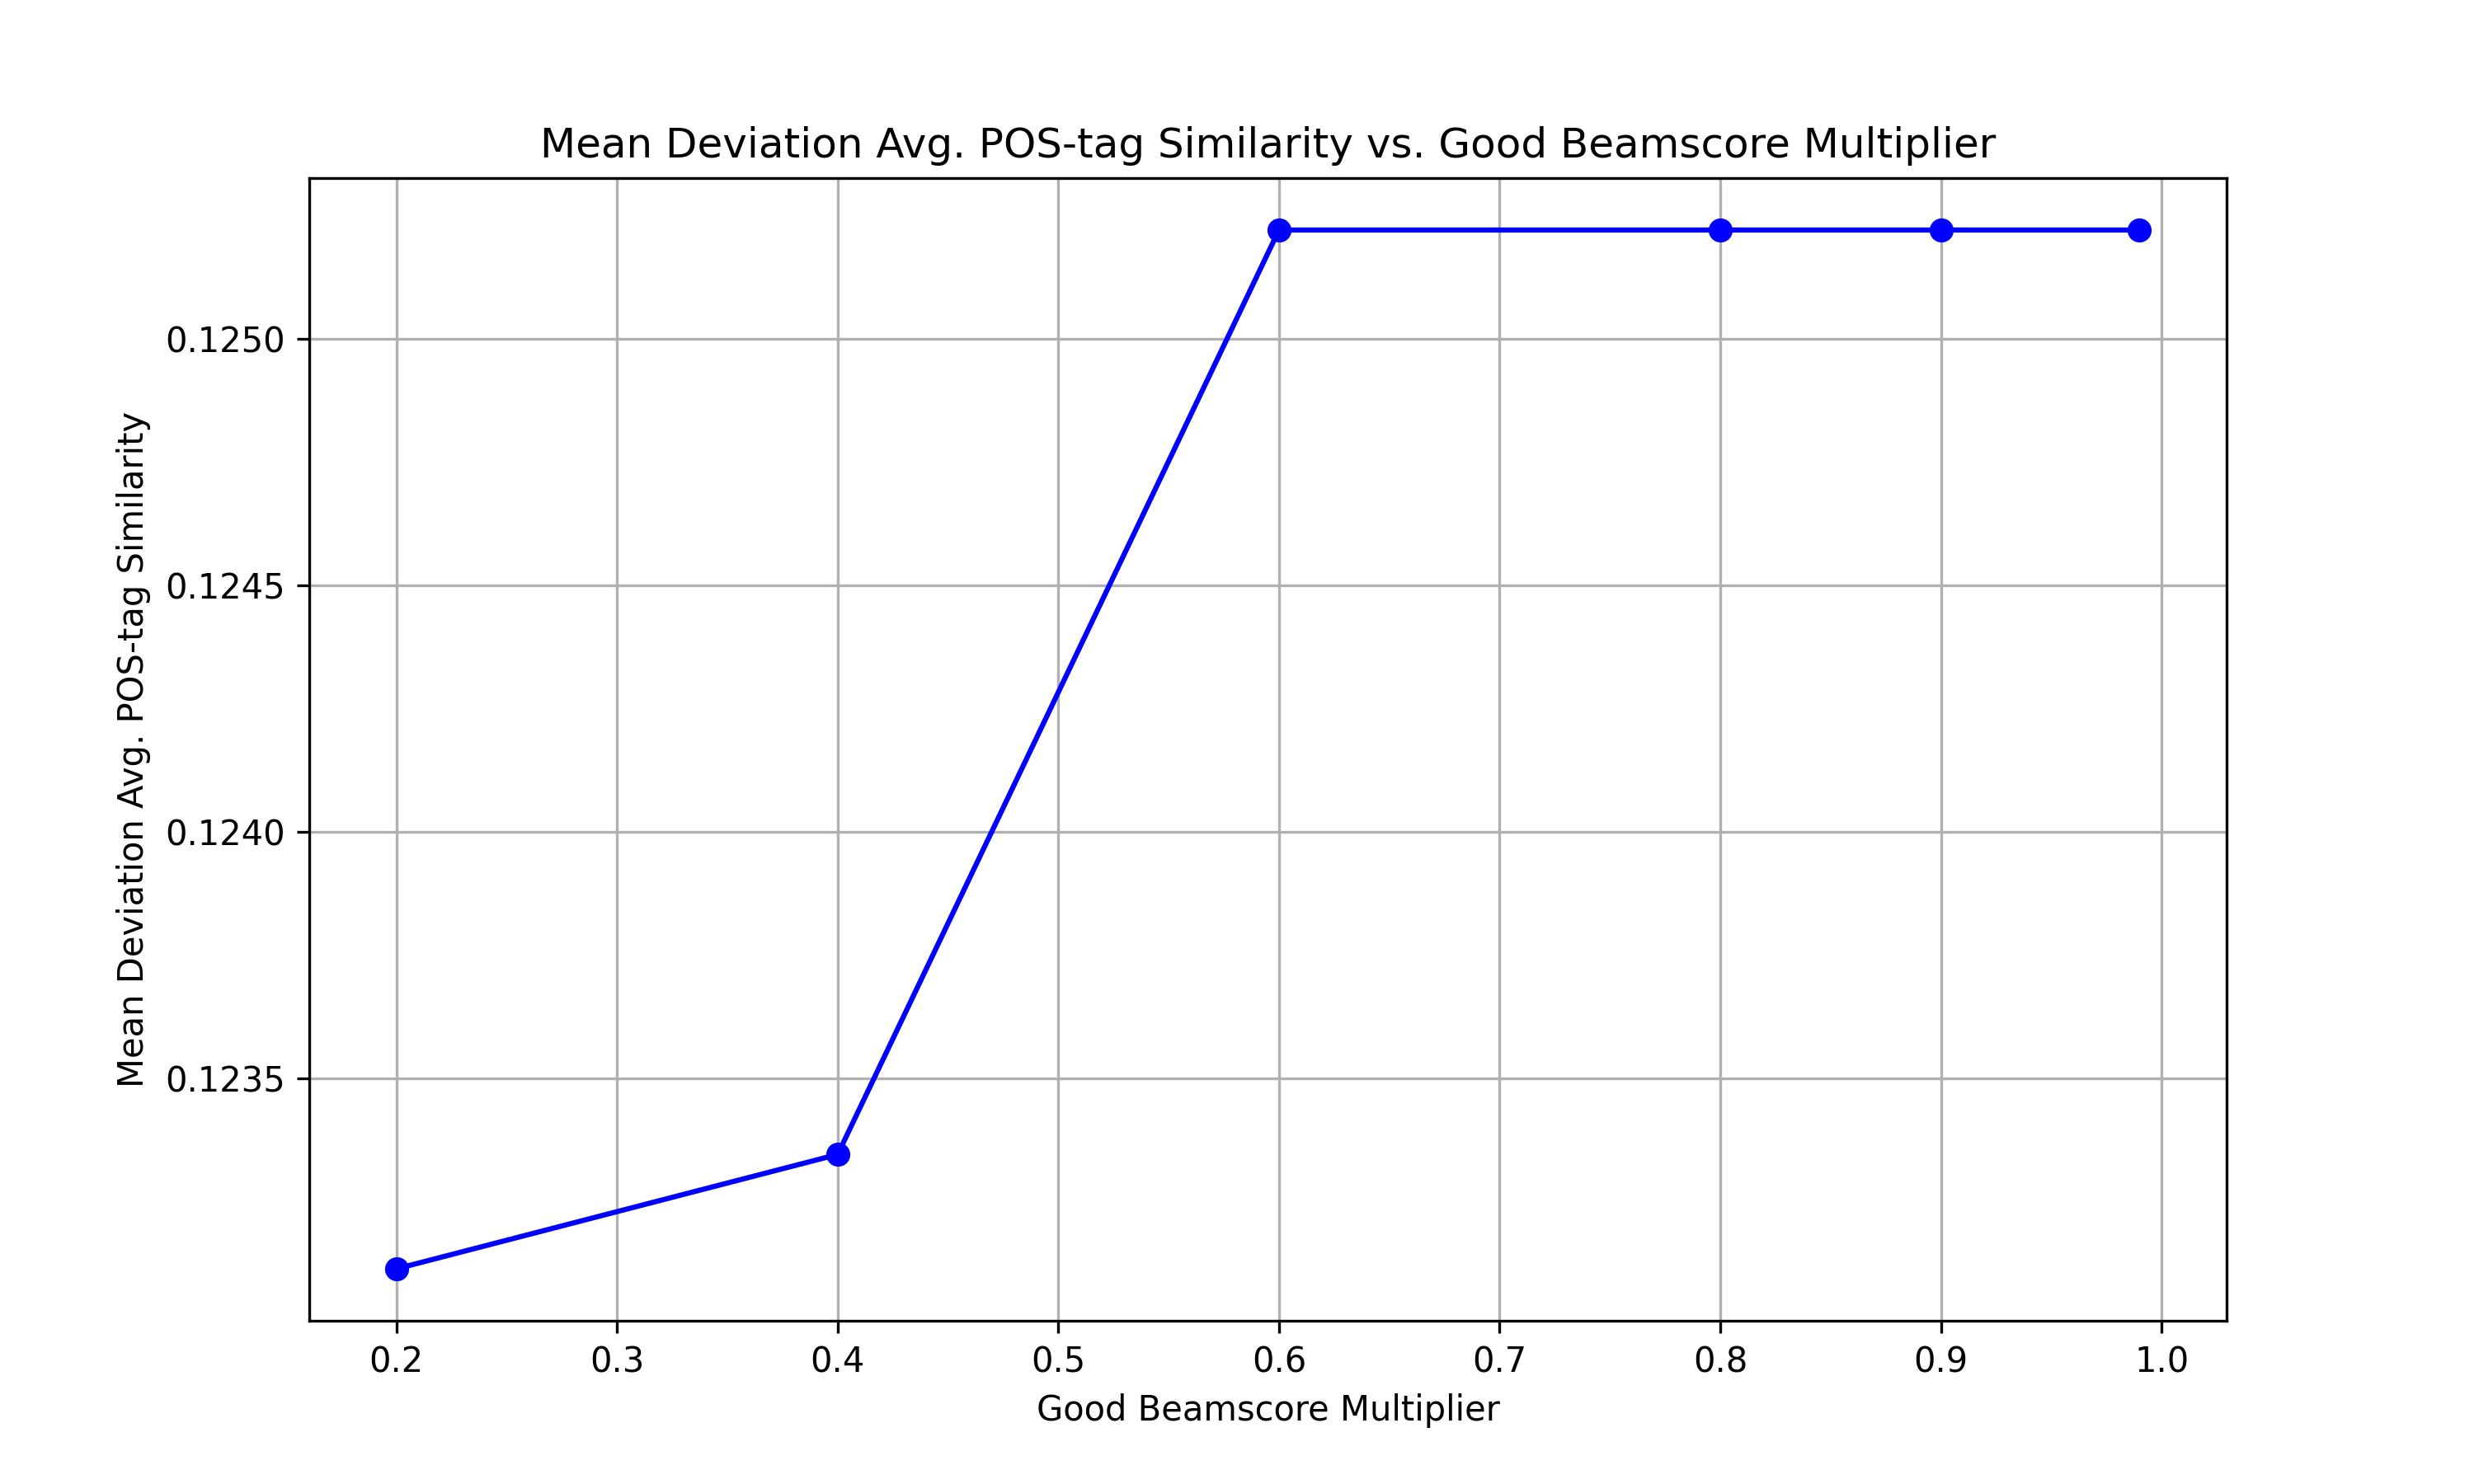 Mean Deviation Avg. POS-tag Similarity vs. Good Beamscore Multiplier
Mean Deviation Avg. POS-tag Similarity
0.1250
0.1245
0.1240
0.1235
0.2 0.3 0.4 0.5 0.6 0.7 0.8 0.9 1.0
Good Beamscore Multiplier